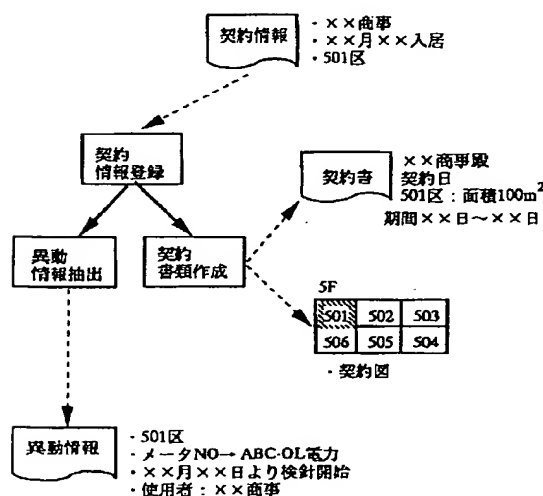 契約情報
・××商事
・××月××入居
・501区
契約
情報登録
契約書
××商事殿
契約日
501区：面積100m²
期間××日～××日
異動
情報抽出
契約
書類作成
5F
501 502 503
506 505 504
・契約図
異動情報
・501区
・メータNO→ABC-OL電力
・××月××日より検針開始
・使用者：××商事